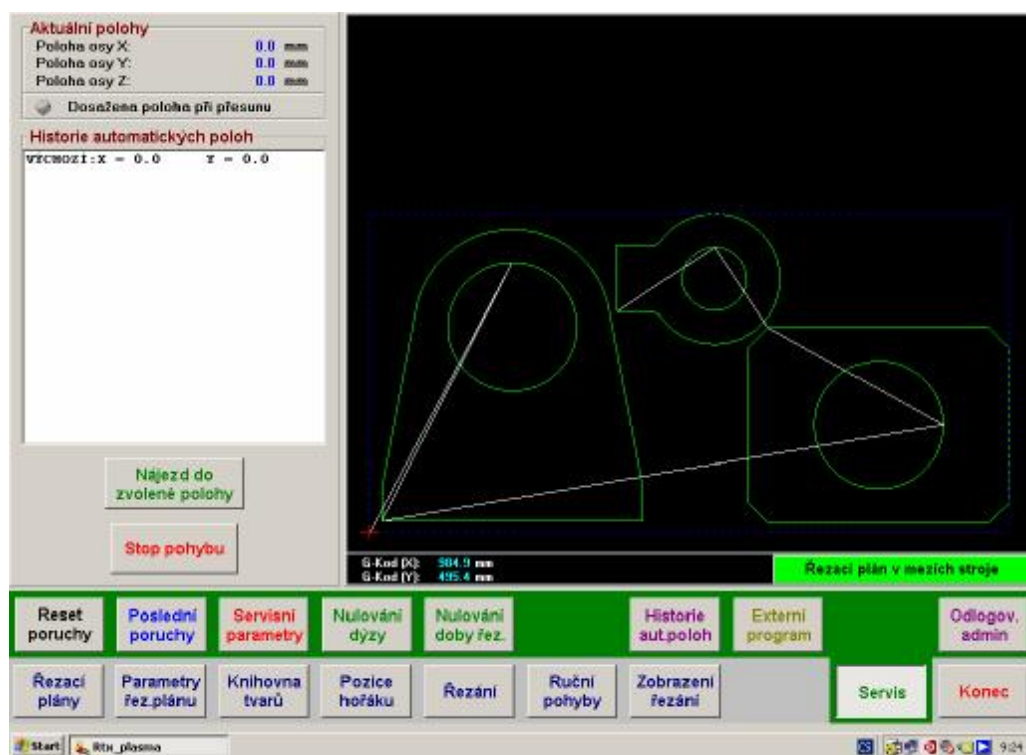 Aktuální polohy
Poloha osy X: 0.0 mm
Poloha osy Y: 0.0 mm
Poloha osy Z: 0.0 mm
Dosažena poloha při přesunu
Historie automatických poloh
VÝCHOZÍ:X = 0.0 Y = 0.0
Nájezd do
zvolené polohy
Stop pohybu
G-Kod (X): 984.9 mm
G-Kod (Y): 495.4 mm
Řezací plán v mezích stroje
Reset
poruchy
Poslední
poruchy
Servisní
parametry
Nulování
dýzy
Nulování
doby řez.
Historie
aut.poloh
Externí
program
Odlogov.
admin
Řezací
plány
Parametry
řez.plánu
Knihovna
tvarů
Pozice
hořáku
Řezání
Ruční
pohyby
Zobrazení
řezání
Servis
Konec
Start
Rtx_plasma
CS
9:24